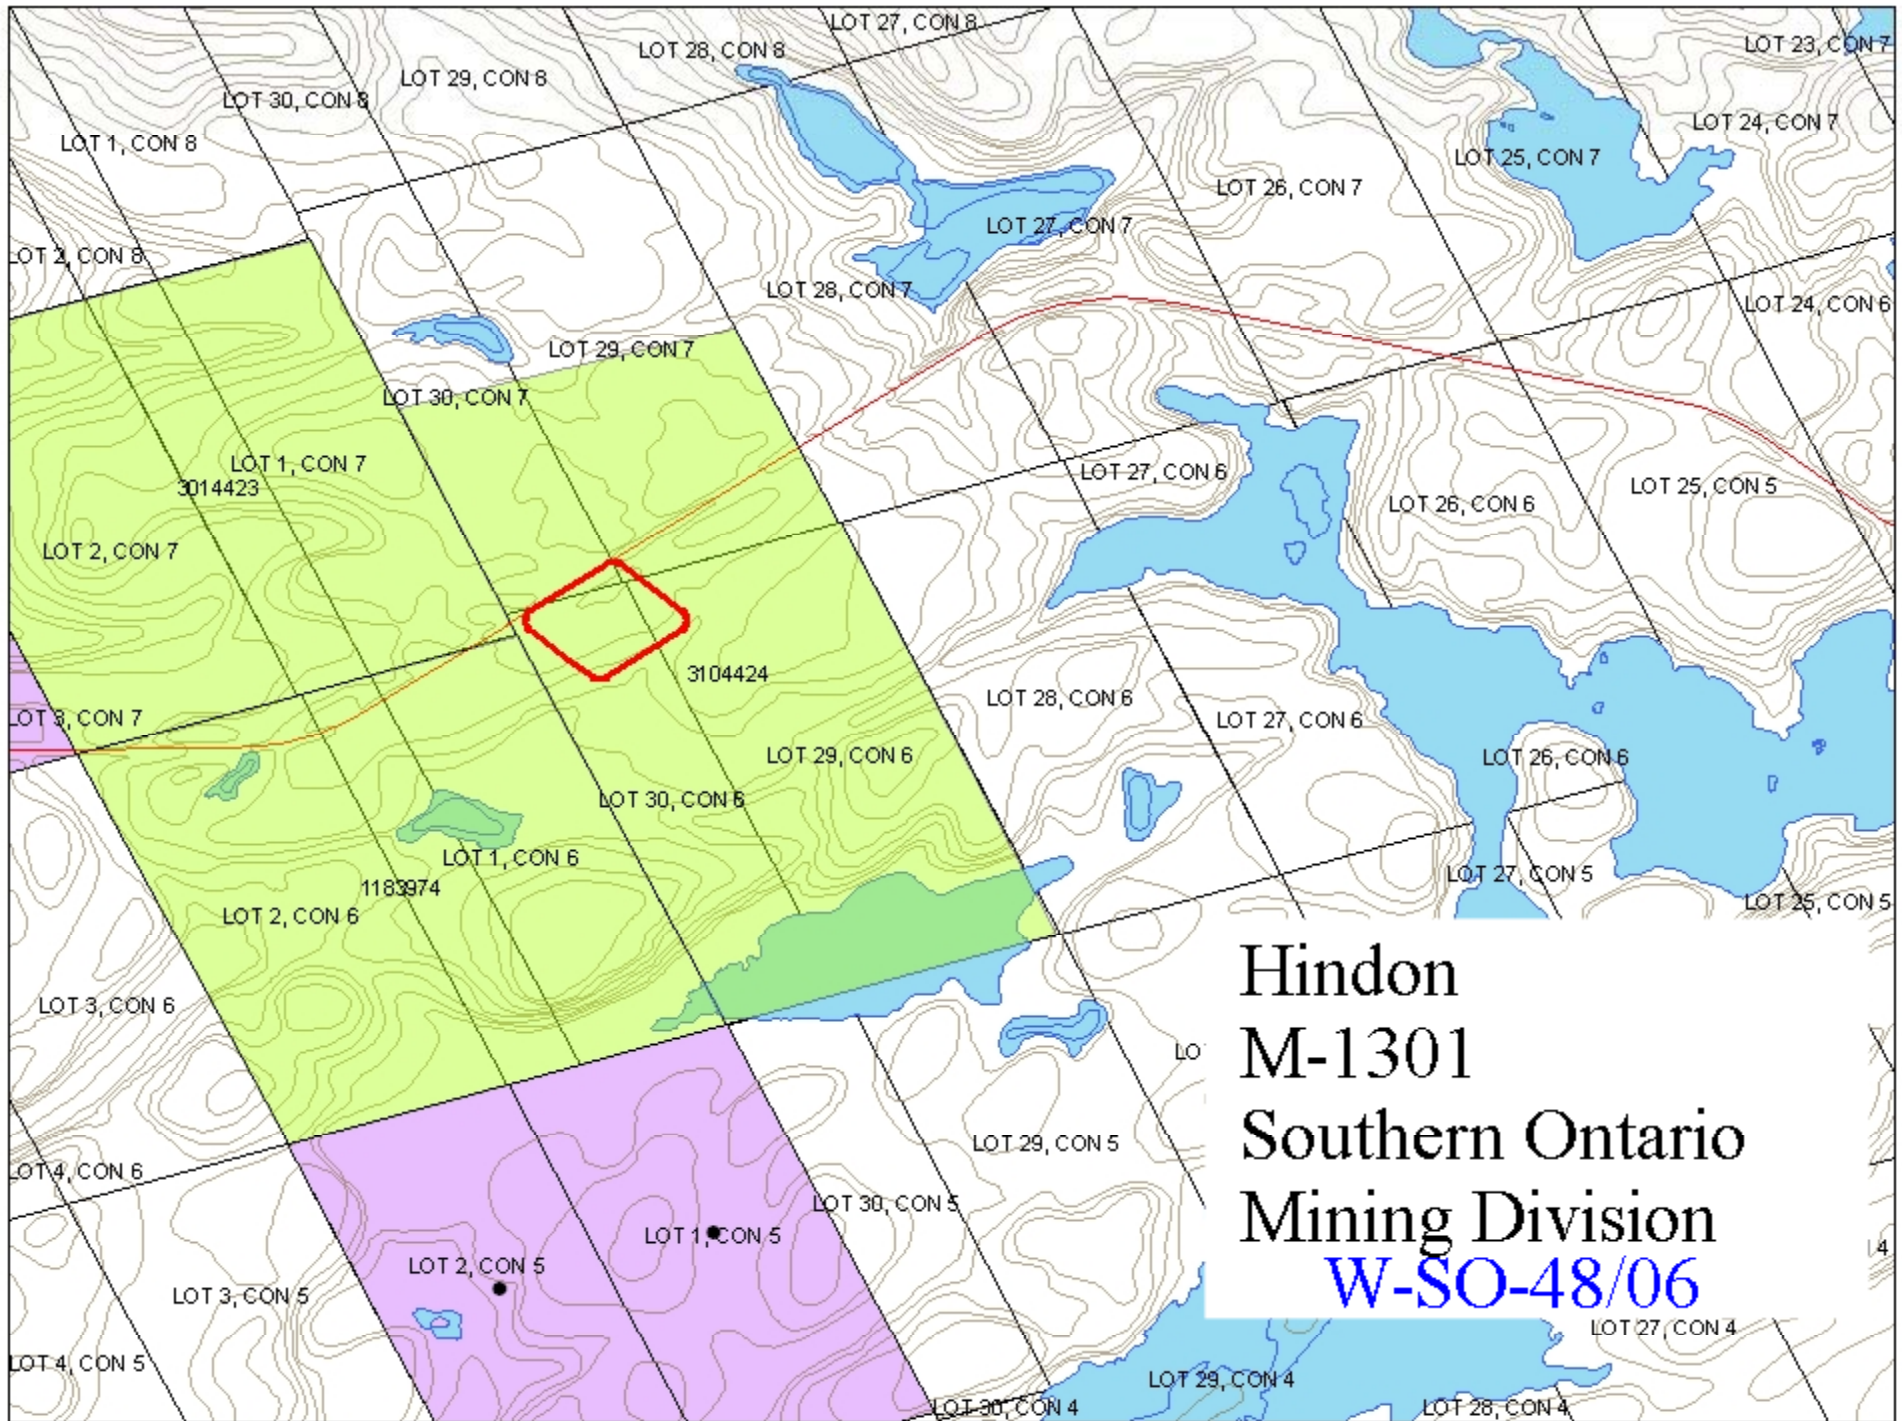 LOT 27, CON 8
LOT 28, CON 8
LOT 23, CON 7
LOT 29, CON 8
LOT 30, CON 8
LOT 24, CON 7
LOT 1, CON 8
LOT 25, CON 7
LOT 26, CON 7
LOT 27, CON 7
LOT 2, CON 8
LOT 28, CON 7
LOT 24, CON 6
LOT 29, CON 7
LOT 30, CON 7
LOT 1, CON 7
3014423
LOT 27, CON 6
LOT 25, CON 5
LOT 26, CON 6
LOT 2, CON 7
3104424
LOT 28, CON 6
LOT 3, CON 7
LOT 27, CON 6
LOT 29, CON 6
LOT 26, CON 6
LOT 30, CON 6
LOT 1, CON 6
1183974
LOT 27, CON 5
LOT 25, CON 5
LOT 2, CON 6
LOT 3, CON 6
Hindon
M-1301
LO
Southern Ontario
LOT 29, CON 5
LOT 4, CON 6
Mining Division
LOT 30, CON 5
LOT 1, CON 5
4
LOT 2, CON 5
W-SO-48/06
LOT 3, CON 5
LOT 27, CON 4
LOT 4, CON 5
LOT 29, CON 4
LOT 30, CON 4
LOT 28, CON 4